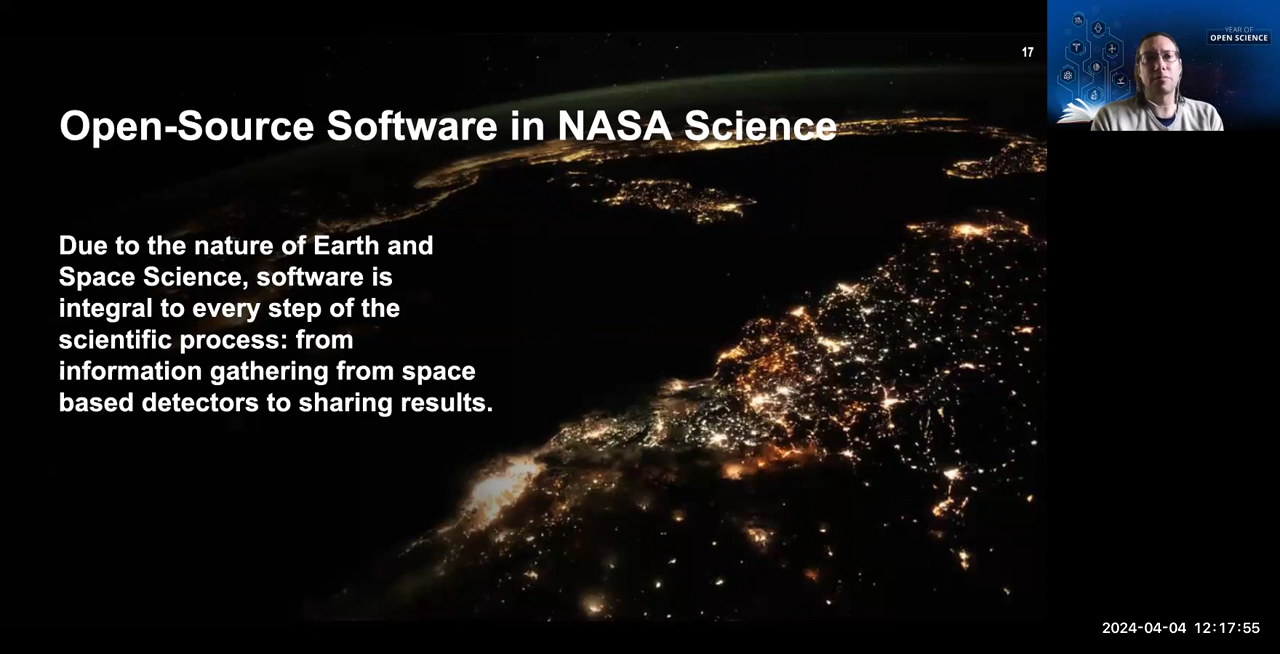 17
YEAR OF
OPEN SCIENCE
Open-Source Software in NASA Science
Due to the nature of Earth and
Space Science, software is
integral to every step of the
scientific process: from
information gathering from space
based detectors to sharing results.
2024-04-04 12:17:55